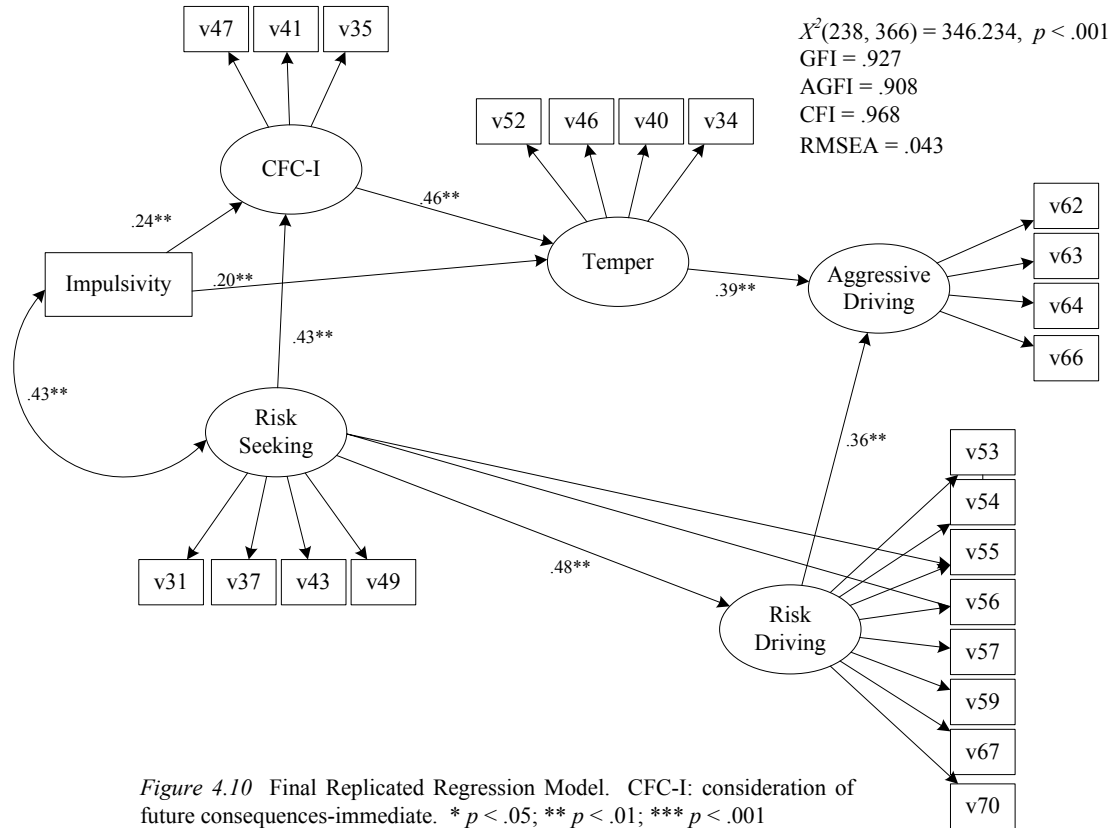 v47
v41
v35
X²(238, 366) = 346.234, p < .001
GFI = .927
AGFI = .908
CFI = .968
RMSEA = .043
v52
v46
v40
v34
CFC-I
.46**
.24**
v62
v63
v64
v66
Temper
Aggressive
Driving
Impulsivity
.20**
.39**
.43**
.43**
Risk
Seeking
.36**
v53
v54
v55
v56
v57
v59
v67
v70
v31
v37
v43
v49
.48**
Risk
Driving
Figure 4.10 Final Replicated Regression Model. CFC-I: consideration of
future consequences-immediate. * p < .05; ** p < .01; *** p < .001